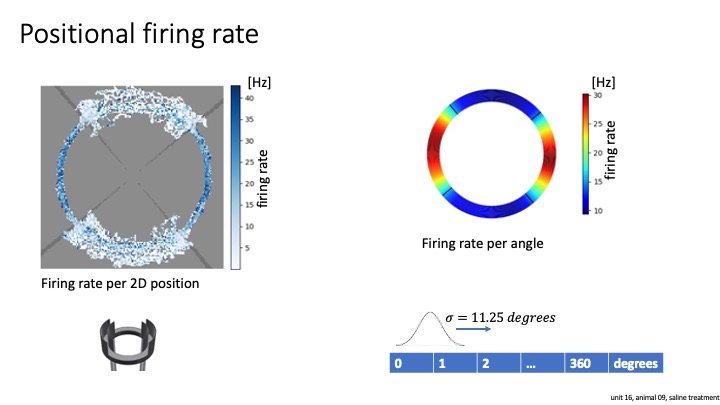 Positional firing rate
[Hz]
40
35
30
25
20
15
10
5
firing rate
Firing rate per 2D position
[Hz]
30
25
20
15
10
firing rate
Firing rate per angle
σ = 11.25 degrees
0 1 2 ... 360 degrees
unit 16, animal 09, saline treatment